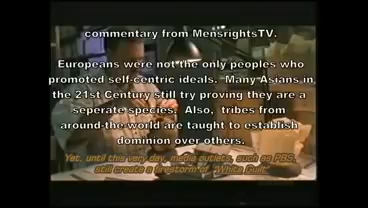 commentary from MensrightsTV.
Europeans were not the only peoples who
promoted self-centric ideals.  Many Asians in
the 21st Century still try proving they are a
seperate species.  Also,  tribes from
around-the-world are taught to establish
dominion over others.
Yet, until this very day, media outlets, such as PBS,
still create a firestorm of "White Guilt"